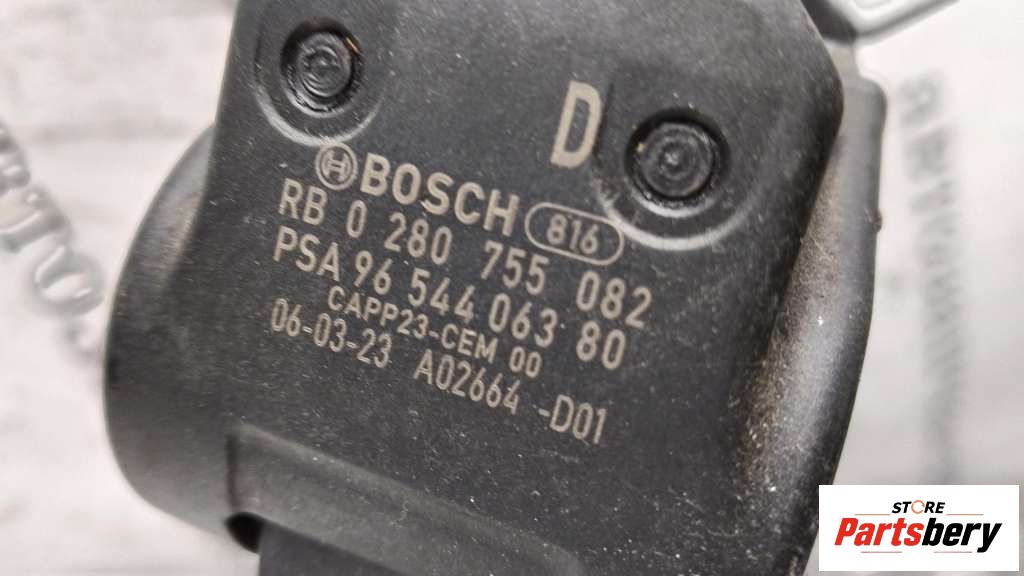 D
BOSCH 816
RB 0 280 755 082
PSA 96 544 063 80
CAPP23-CEM 00
06-03-23 A02664 -D01
STORE
Partsbery